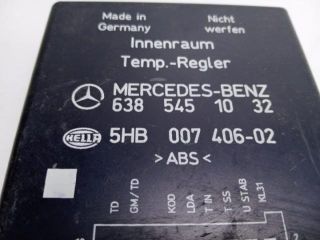 Made in Nicht
Germany werfen
Innenraum
Temp.-Regler
MERCEDES-BENZ
638 545 10 32
HELLA 5HB 007 406-02
>ABS<
TD GM/TD K00 LDA T IN T SS U STAB KL31